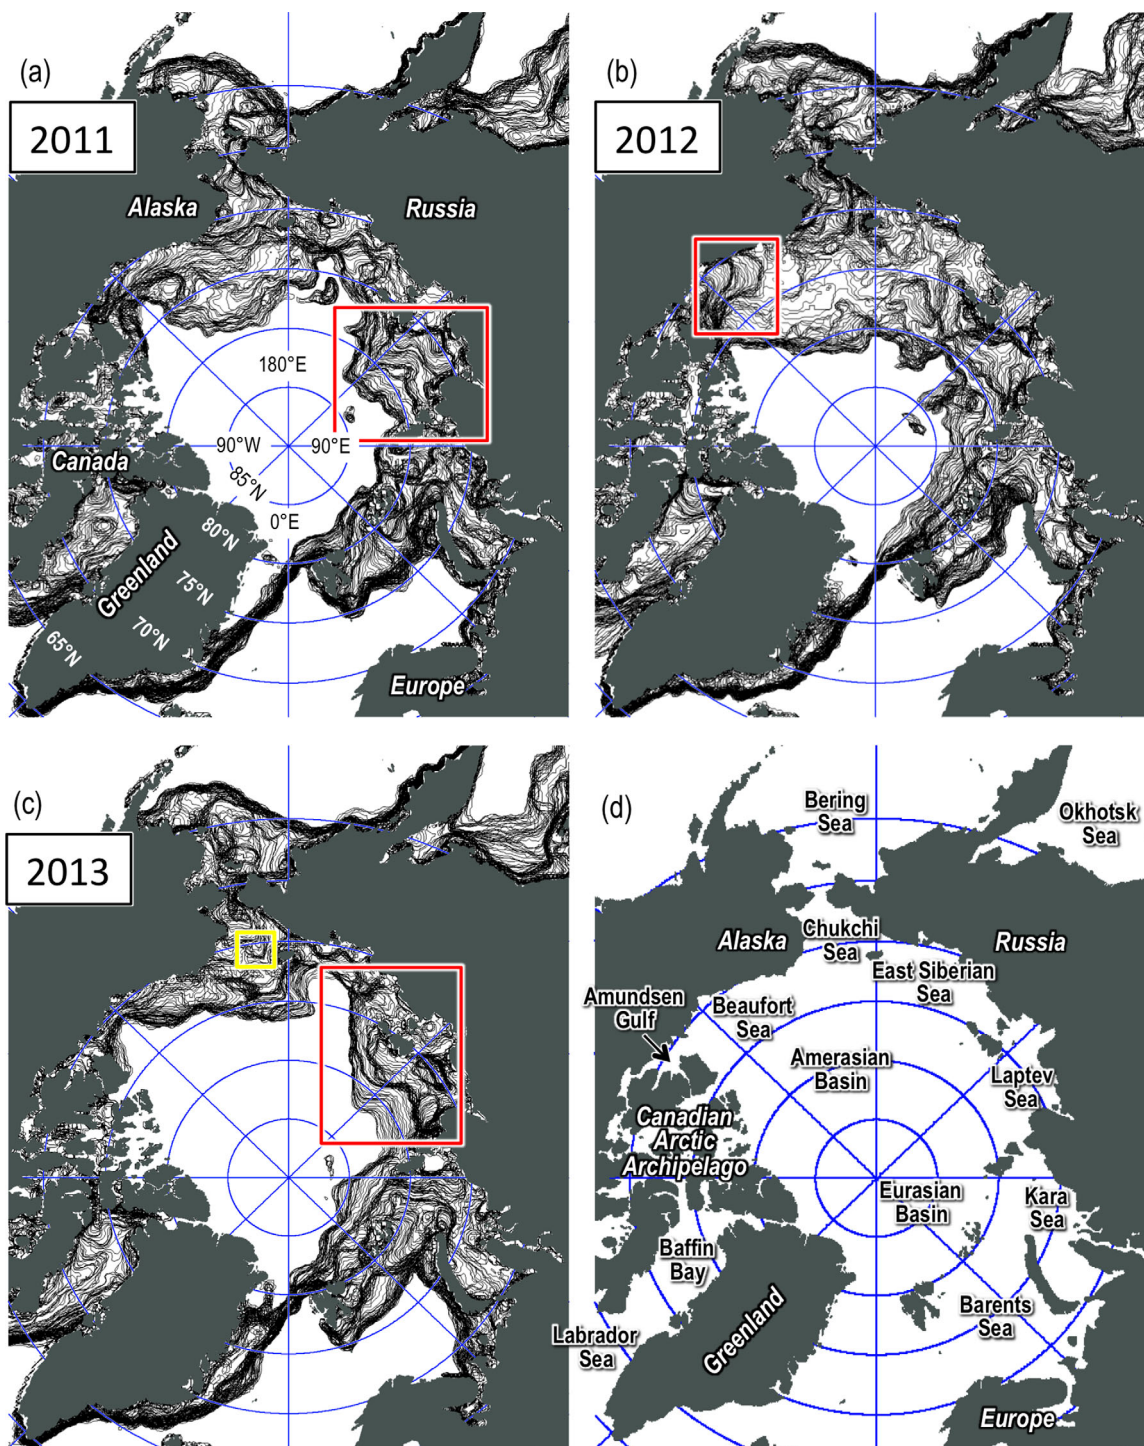 (a)
2011
Alaska
Russia
180°E
90°W
90°E
85°N
0°E
Canada
Greenland
80°N
75°N
70°N
65°N
Europe
(b)
2012
(c)
2013
(d)
Bering
Sea
Okhotsk
Sea
Alaska
Chukchi
Sea
Russia
East Siberian
Sea
Amundsen
Gulf
Beaufort
Sea
Amerasian
Basin
Laptev
Sea
Canadian
Arctic
Archipelago
Eurasian
Basin
Kara
Sea
Baffin
Bay
Barents
Sea
Labrador
Sea
Greenland
Europe